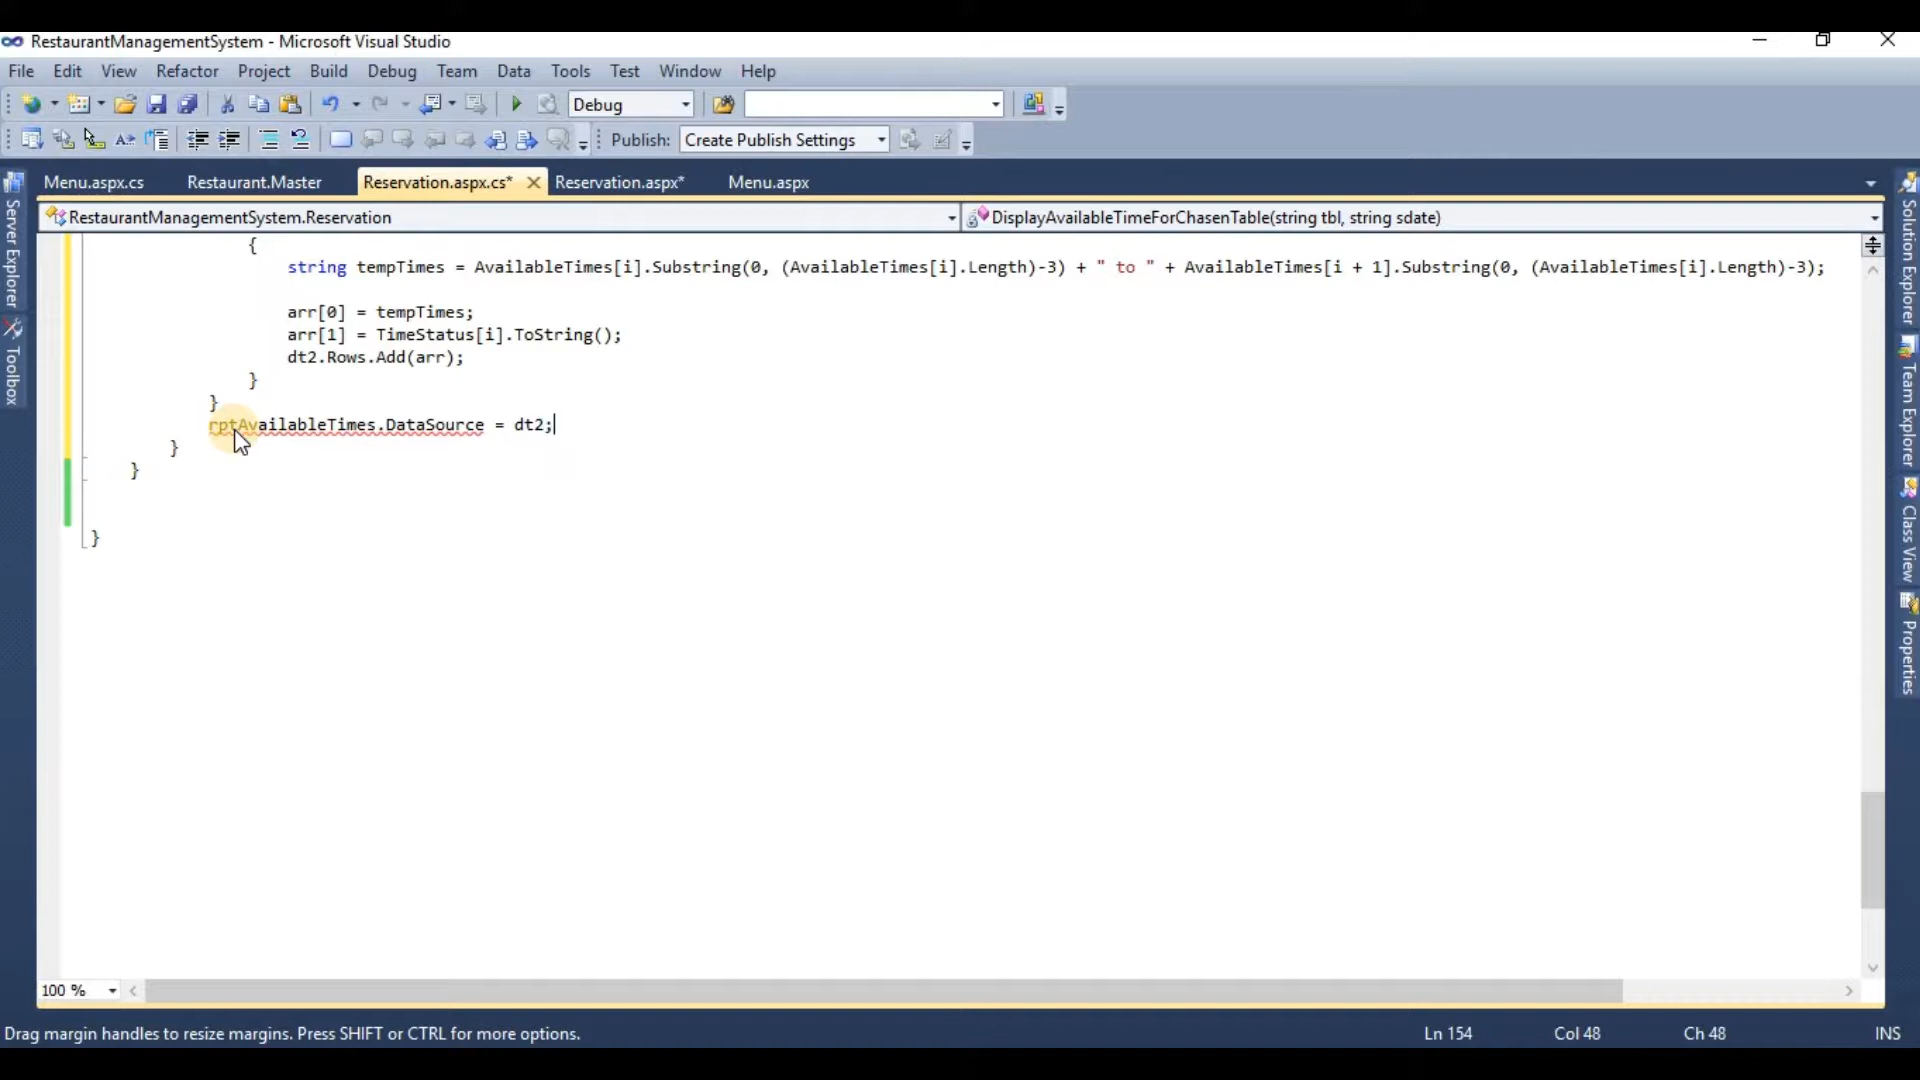 RestaurantManagementSystem - Microsoft Visual Studio
File Edit View Refactor Project Build Debug Team Data Tools Test Window Help
Debug
Publish: Create Publish Settings
Menu.aspx.cs Restaurant.Master Reservation.aspx.cs* Reservation.aspx* Menu.aspx
RestaurantManagementSystem.Reservation DisplayAvailableTimeForChasenTable(string tbl, string sdate)
Server Explorer
Toolbox
{
string tempTimes = AvailableTimes[i].Substring(0, (AvailableTimes[i].Length)-3) + " to " + AvailableTimes[i + 1].Substring(0, (AvailableTimes[i].Length)-3);
arr[0] = tempTimes;
arr[1] = TimeStatus[i].ToString();
dt2.Rows.Add(arr);
}
}
rptAvailableTimes.DataSource = dt2;
}
}
}
Solution Explorer
Team Explorer
Class View
Properties
100 %
Drag margin handles to resize margins. Press SHIFT or CTRL for more options. Ln 154 Col 48 Ch 48 INS